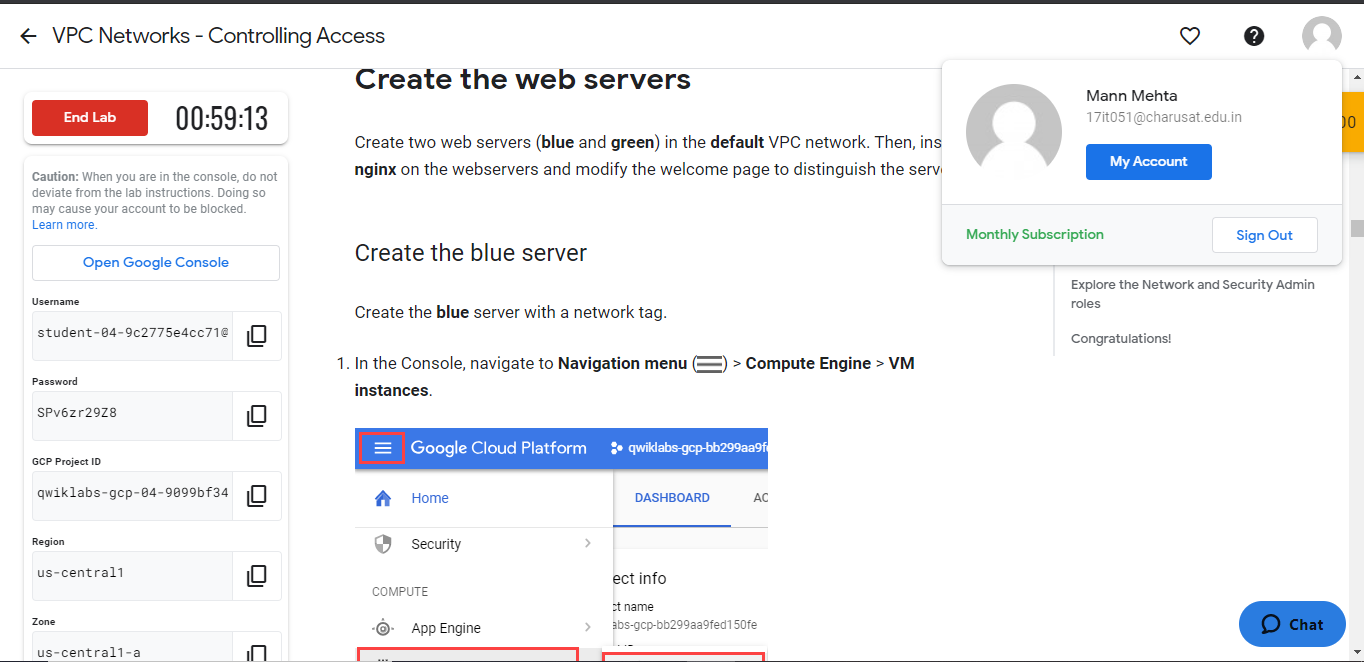 VPC Networks - Controlling Access
End Lab
00:59:13
Caution: When you are in the console, do not
deviate from the lab instructions. Doing so
may cause your account to be blocked.
Learn more.
Open Google Console
Username
student-04-9c2775e4cc71@
Password
SPv6zr29Z8
GCP Project ID
qwiklabs-gcp-04-9099bf34
Region
us-central1
Zone
us-central1-a
Create the web servers
Create two web servers (blue and green) in the default VPC network. Then, ins
nginx on the webservers and modify the welcome page to distinguish the serve
Create the blue server
Create the blue server with a network tag.
1. In the Console, navigate to Navigation menu ( ) > Compute Engine > VM
instances.
Google Cloud Platform
qwiklabs-gcp-bb299aa9f
Home
DASHBOARD
AC
Security
COMPUTE
App Engine
ect info
ct name
abs-gcp-bb299aa9fed150fe
Mann Mehta
17it051@charusat.edu.in
My Account
Monthly Subscription
Sign Out
00
Explore the Network and Security Admin
roles
Congratulations!
Chat